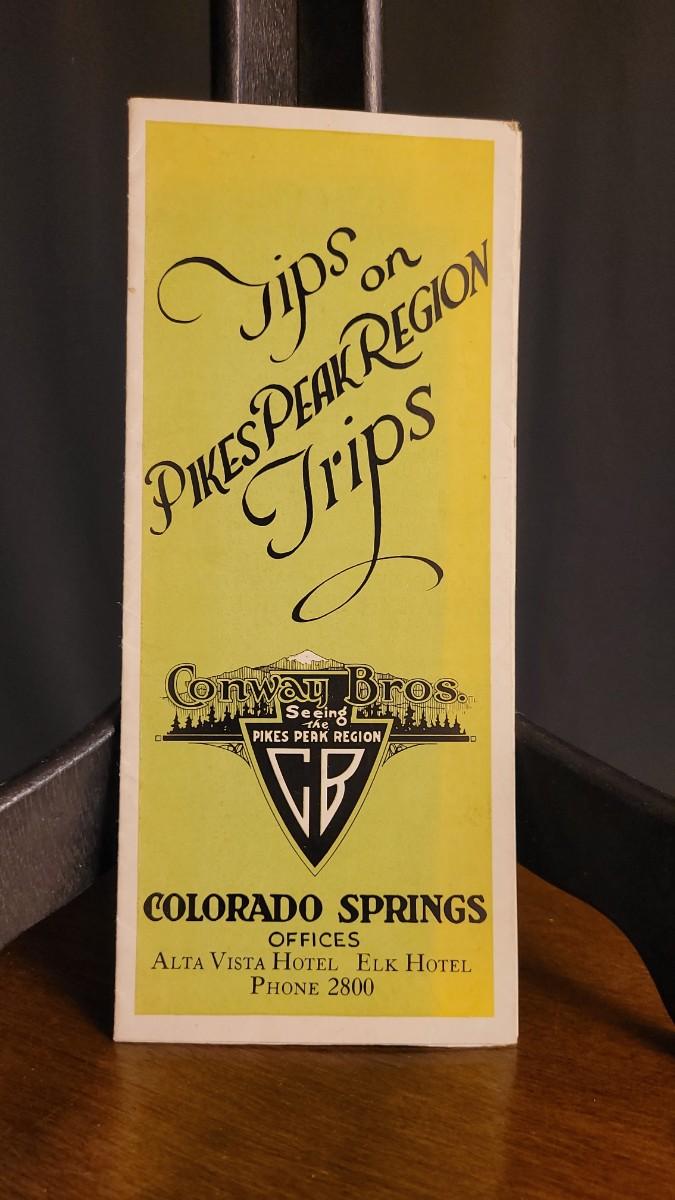 Tips on
PIKES PEAK REGION
Trips
Conway Bros.
Seeing
the
PIKES PEAK REGION
CB
COLORADO SPRINGS
OFFICES
ALTA VISTA HOTEL ELK HOTEL
PHONE 2800